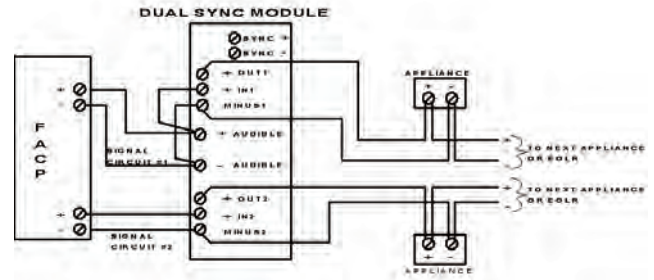 DUAL SYNC MODULE
SYNC +
SYNC -
+ OUT1
+ IN1
MINUS1
+ AUDIBLE
- AUDIBLE
+ OUT2
+ IN2
MINUS2
FACP
+
-
SIGNAL
CIRCUIT #1
+
-
SIGNAL
CIRCUIT #2
APPLIANCE
+ -
+
-
TO NEXT APPLIANCE
OR EOLR
+
-
TO NEXT APPLIANCE
OR EOLR
+ -
APPLIANCE